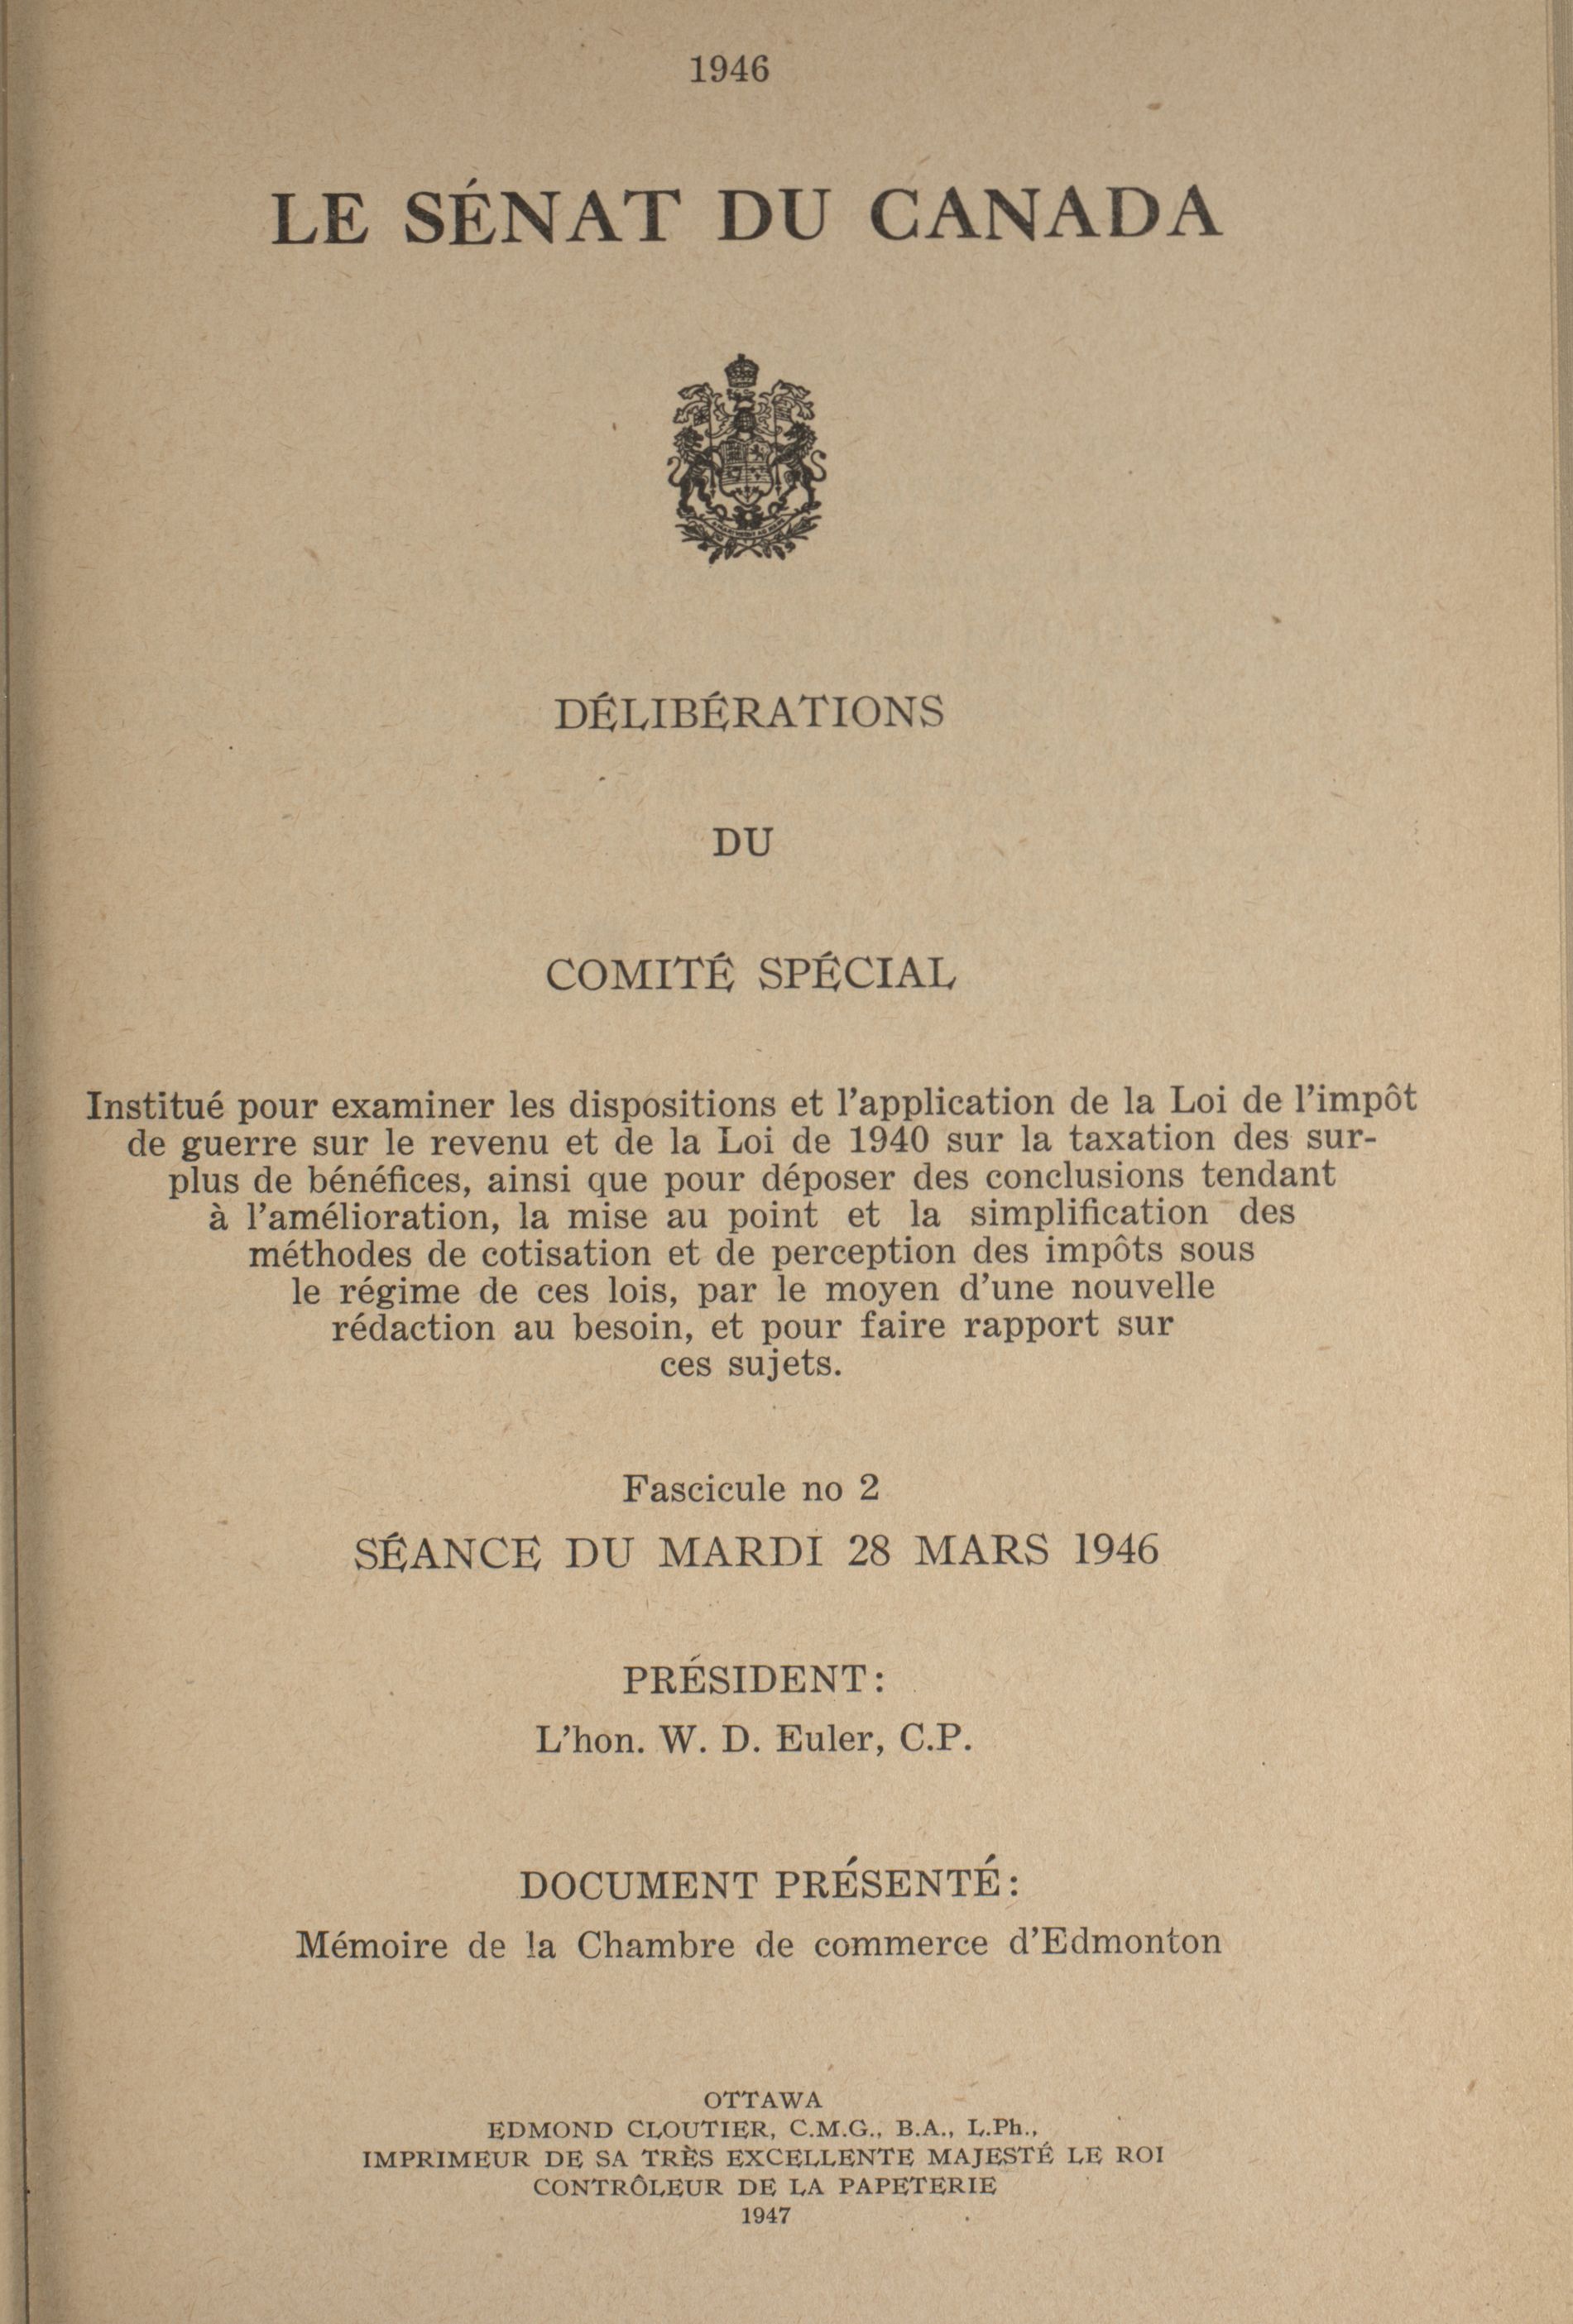 1946
LE SÉNAT DU CANADA
DÉLIBÉRATIONS
DU
COMITÉ SPÉCIAL
Institué pour examiner les dispositions et l'application de la Loi de l'impôt
de guerre sur le revenu et de la Loi de 1940 sur la taxation des sur-
plus de bénéfices, ainsi que pour déposer des conclusions tendant
à l'amélioration, la mise au point et la simplification des
méthodes de cotisation et de perception des impôts sous
le régime de ces lois, par le moyen d'une nouvelle
rédaction au besoin, et pour faire rapport sur
ces sujets.
Fascicule no 2
SÉANCE DU MARDI 28 MARS 1946
PRÉSIDENT:
L'hon. W. D. Euler, C.P.
DOCUMENT PRÉSENTÉ:
Mémoire de la Chambre de commerce d'Edmonton
OTTAWA
EDMOND CLOUTIER, C.M.G., B.A., L.Ph.,
IMPRIMEUR DE SA TRÈS EXCELLENTE MAJESTÉ LE ROI
CONTRÔLEUR DE LA PAPETERIE
1947